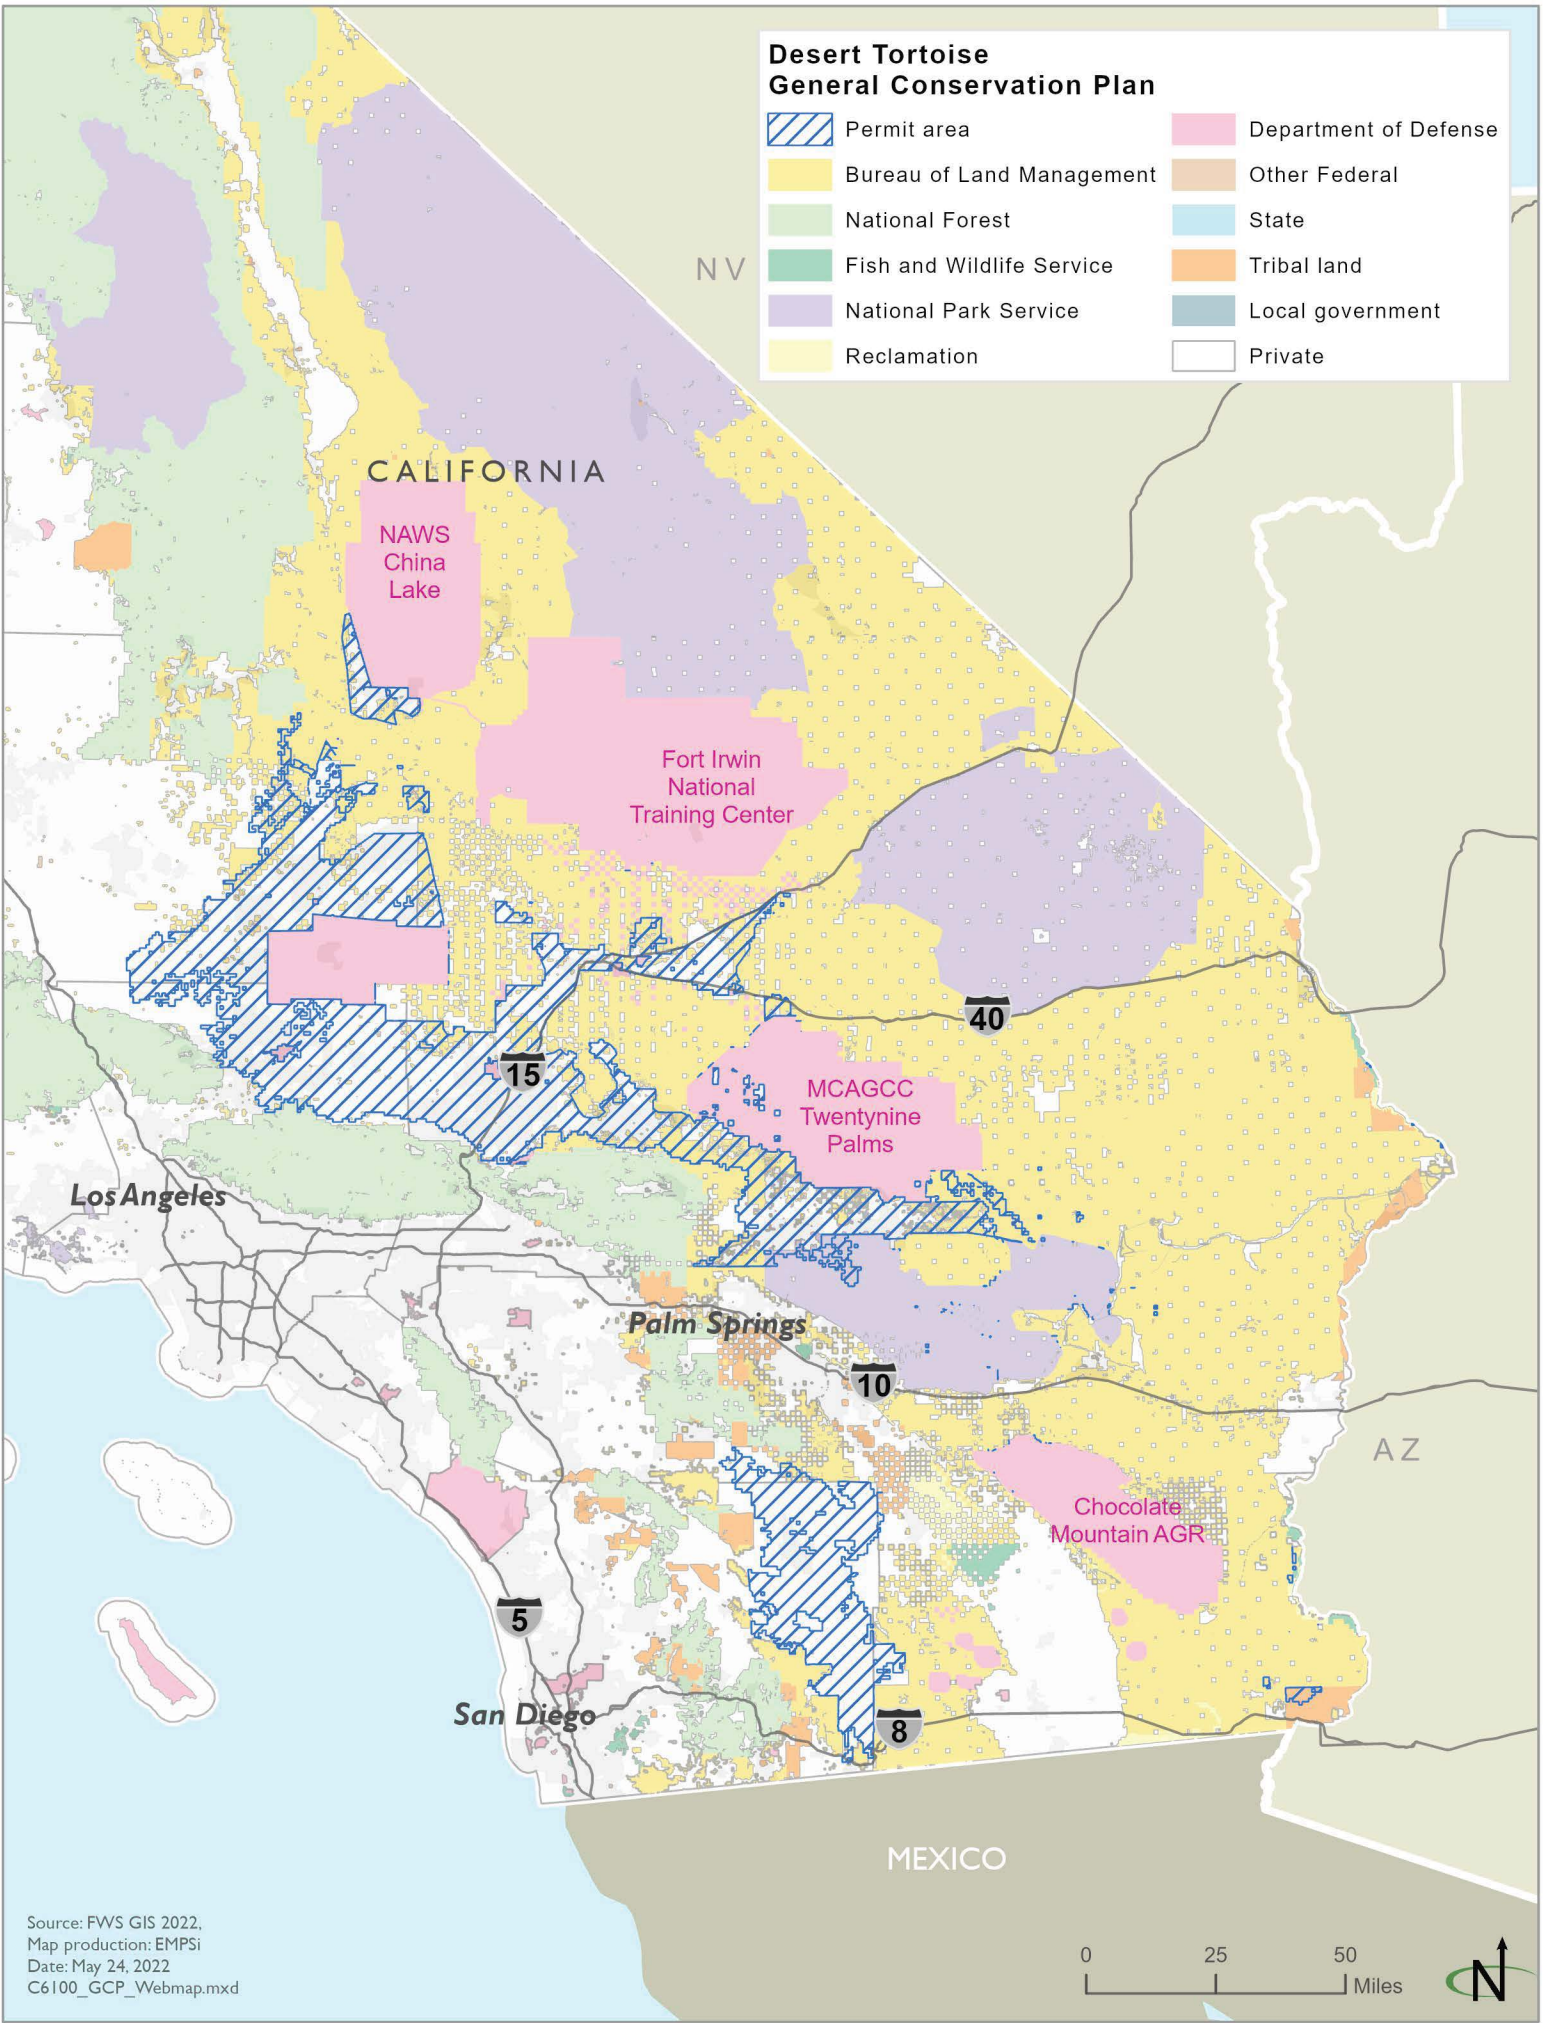 Desert Tortoise
General Conservation Plan
Permit area
Bureau of Land Management
National Forest
Fish and Wildlife Service
National Park Service
Reclamation
Department of Defense
Other Federal
State
Tribal land
Local government
Private
NV
CALIFORNIA
NAWS
China
Lake
Fort Irwin
National
Training Center
40
15
MCAGCC
Twentynine
Palms
Los Angeles
Palm Springs
10
AZ
Chocolate
Mountain AGR
5
San Diego
8
MEXICO
Source: FWS GIS 2022,
Map production: EMPSi
Date: May 24, 2022
C6100_GCP_Webmap.mxd
0 25 50
Miles
N